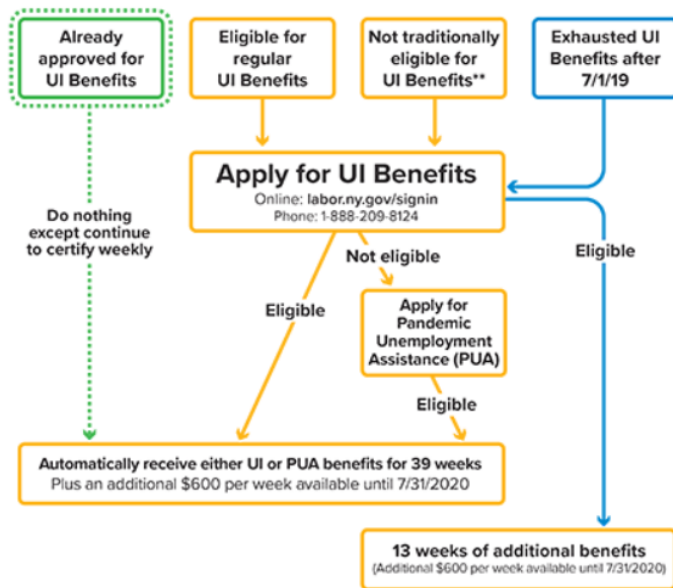 Already
approved for
UI Benefits
Eligible for
regular
UI Benefits
Not traditionally
eligible for
UI Benefits**
Exhausted UI
Benefits after
7/1/19
Apply for UI Benefits
Online: labor.ny.gov/signin
Phone: 1-888-209-8124
Do nothing
except continue
to certify weekly
Not eligible
Eligible
Eligible
Apply for
Pandemic
Unemployment
Assistance (PUA)
Eligible
Automatically receive either UI or PUA benefits for 39 weeks
Plus an additional $600 per week available until 7/31/2020
13 weeks of additional benefits
(Additional $600 per week available until 7/31/2020)